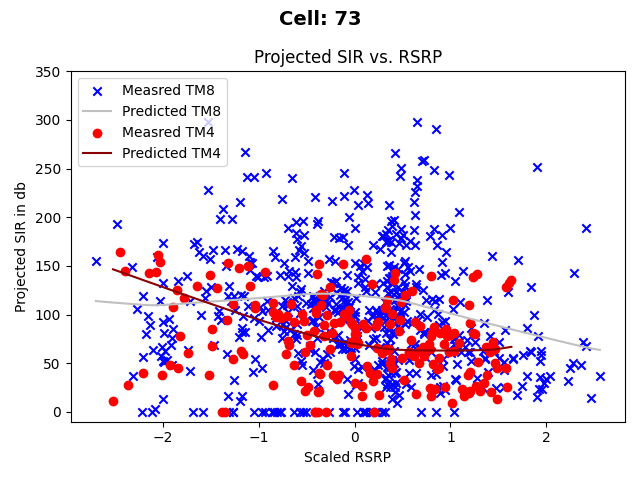 Cell: 73
Projected SIR vs. RSRP
Measred TM8
Predicted TM8
Measred TM4
Predicted TM4
Projected SIR in db
350
300
250
200
150
100
50
0
−2
−1
0
1
2
Scaled RSRP